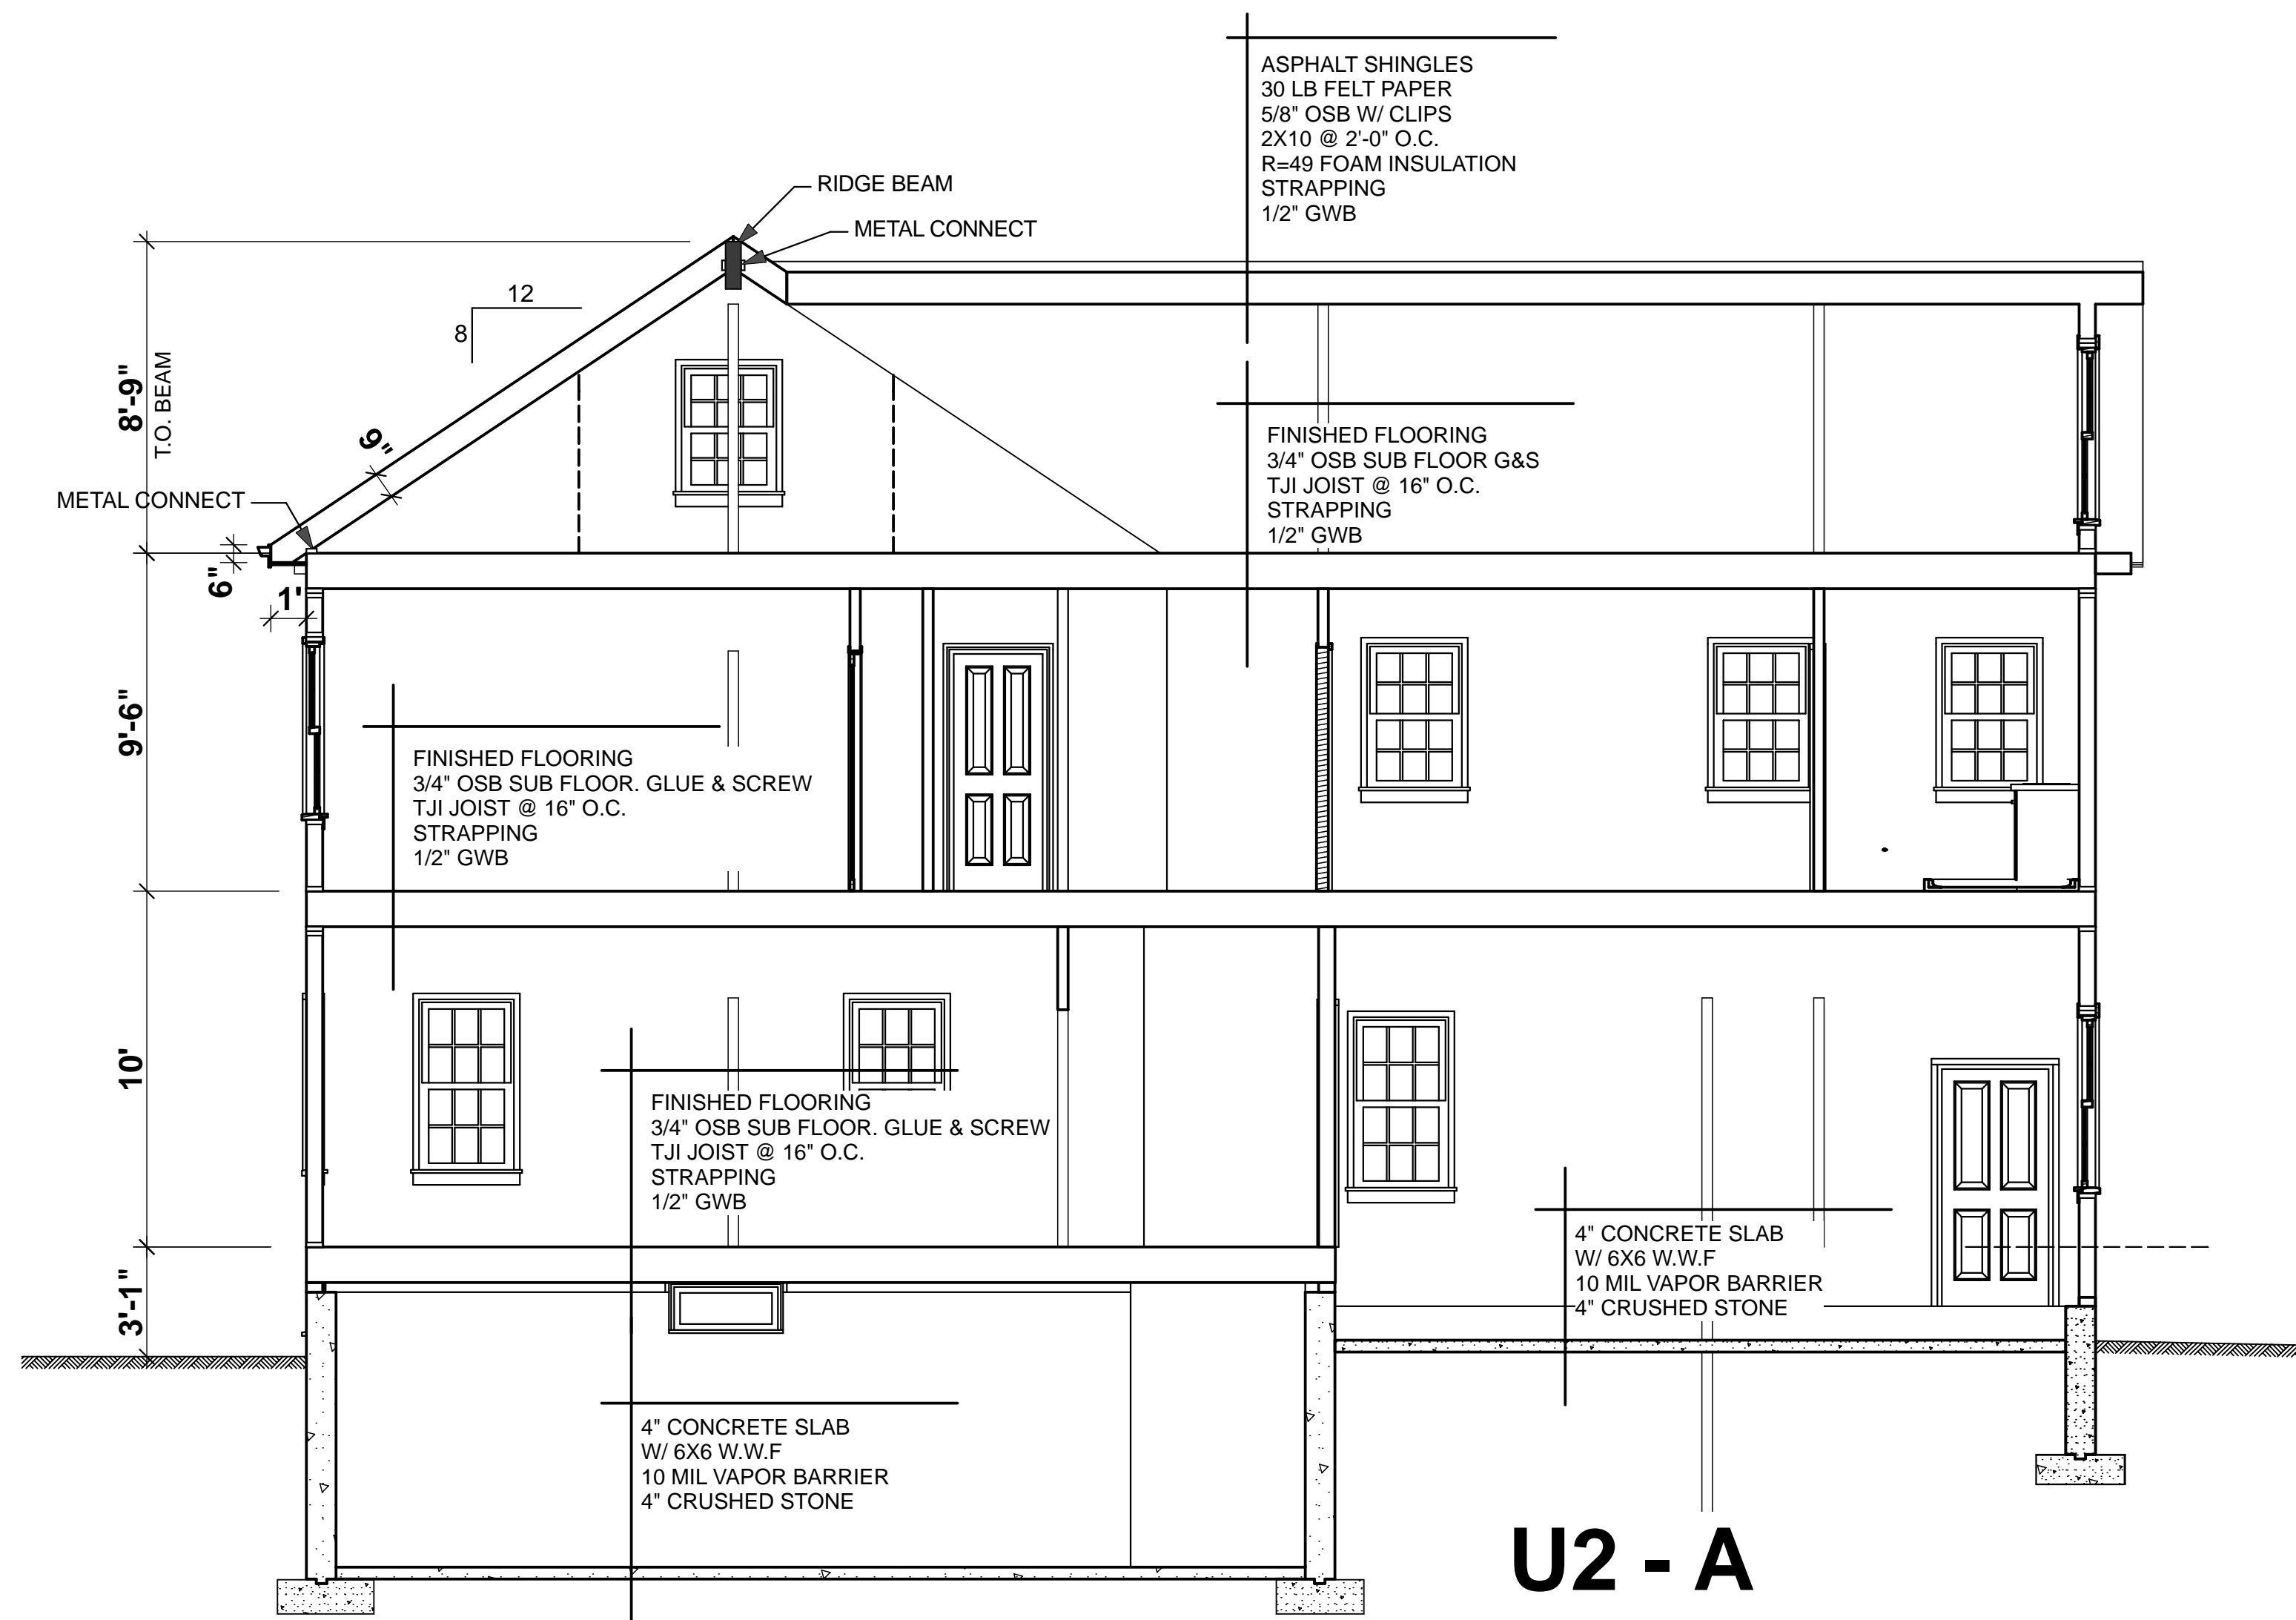 ASPHALT SHINGLES
30 LB FELT PAPER
5/8" OSB W/ CLIPS
2X10 @ 2'-0" O.C.
R=49 FOAM INSULATION
STRAPPING
1/2" GWB
RIDGE BEAM
METAL CONNECT
12
8
8'-9"
T.O. BEAM
9"
METAL CONNECT
6"
1'
FINISHED FLOORING
3/4" OSB SUB FLOOR G&S
TJI JOIST @ 16" O.C.
STRAPPING
1/2" GWB
9'-6"
FINISHED FLOORING
3/4" OSB SUB FLOOR. GLUE & SCREW
TJI JOIST @ 16" O.C.
STRAPPING
1/2" GWB
10'
FINISHED FLOORING
3/4" OSB SUB FLOOR. GLUE & SCREW
TJI JOIST @ 16" O.C.
STRAPPING
1/2" GWB
3'-1"
4" CONCRETE SLAB
W/ 6X6 W.W.F
10 MIL VAPOR BARRIER
4" CRUSHED STONE
4" CONCRETE SLAB
W/ 6X6 W.W.F
10 MIL VAPOR BARRIER
4" CRUSHED STONE
U2 - A